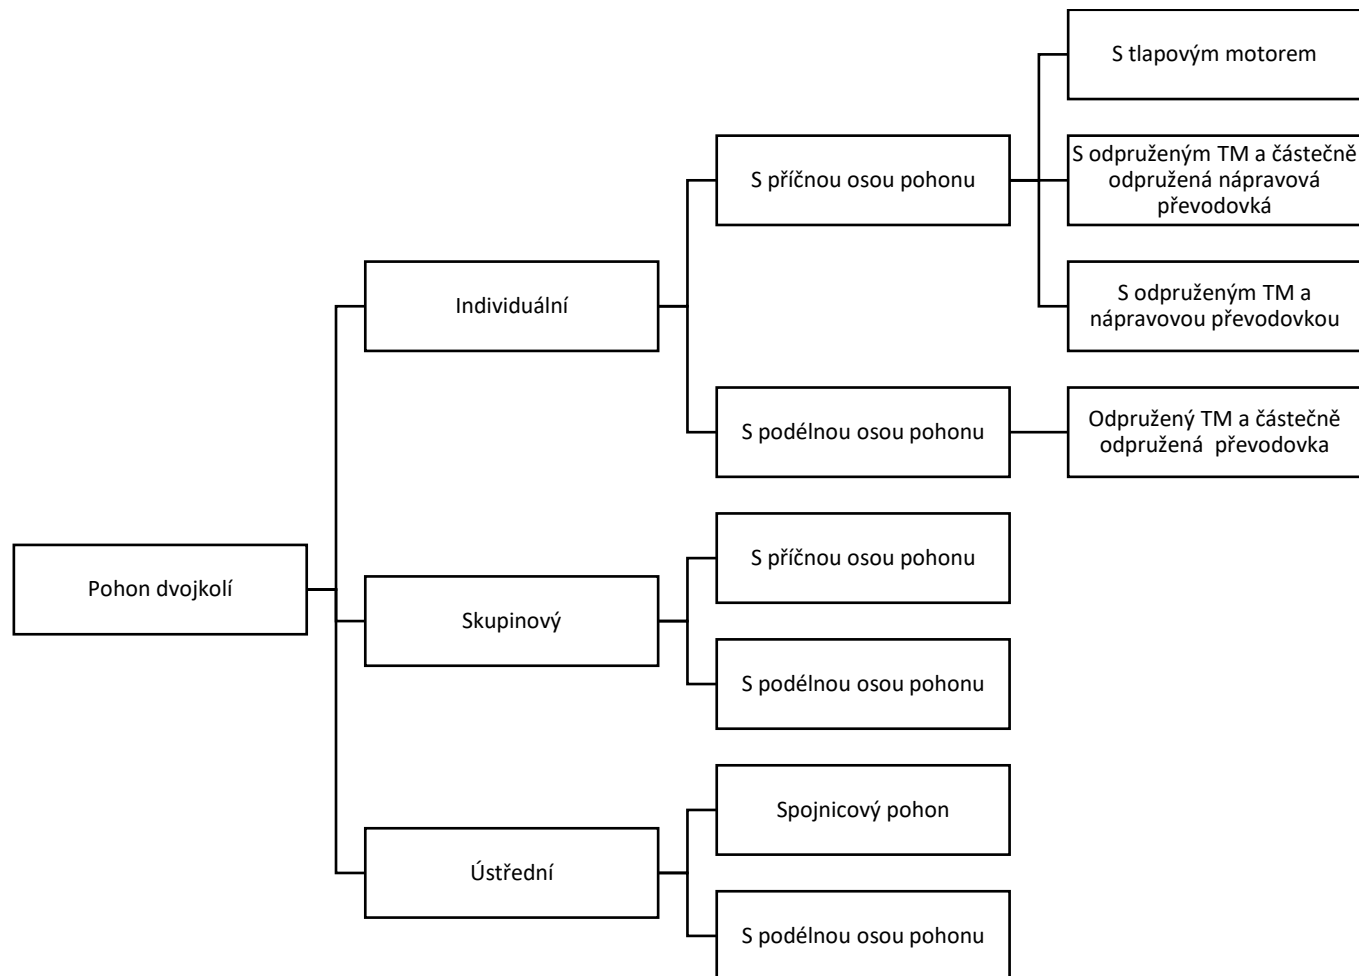 S tlapovým motorem
S příčnou osou pohonu
S odpruženým TM a částečně
odpružená nápravová
převodovká
Individuální
S odpruženým TM a
nápravovou převodovkou
S podélnou osou pohonu
Odpružený TM a částečně
odpružená  převodovka
Pohon dvojkolí
Skupinový
S příčnou osou pohonu
S podélnou osou pohonu
Ústřední
Spojnicový pohon
S podélnou osou pohonu